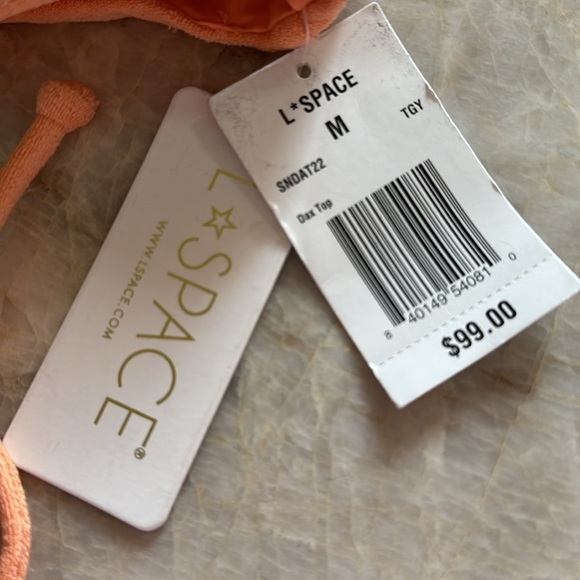 L*SPACE
M
TGY
SNDAT22
Dax Top
8 40149 54081 0
$99.00
L☆SPACE®
WWW.LSPACE.COM